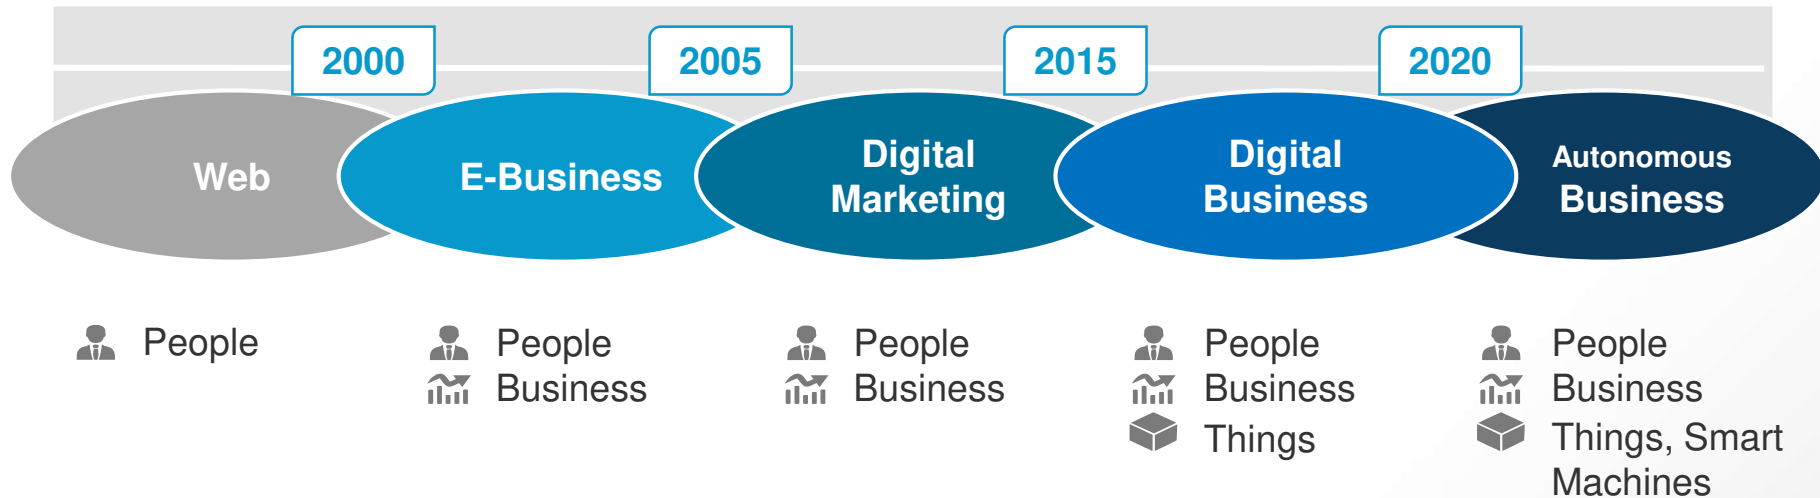 2000
2005
2015
2020
Web
E-Business
Digital
Marketing
Digital
Business
Autonomous
Business
People
People
Business
People
Business
People
Business
Things
People
Business
Things, Smart
Machines